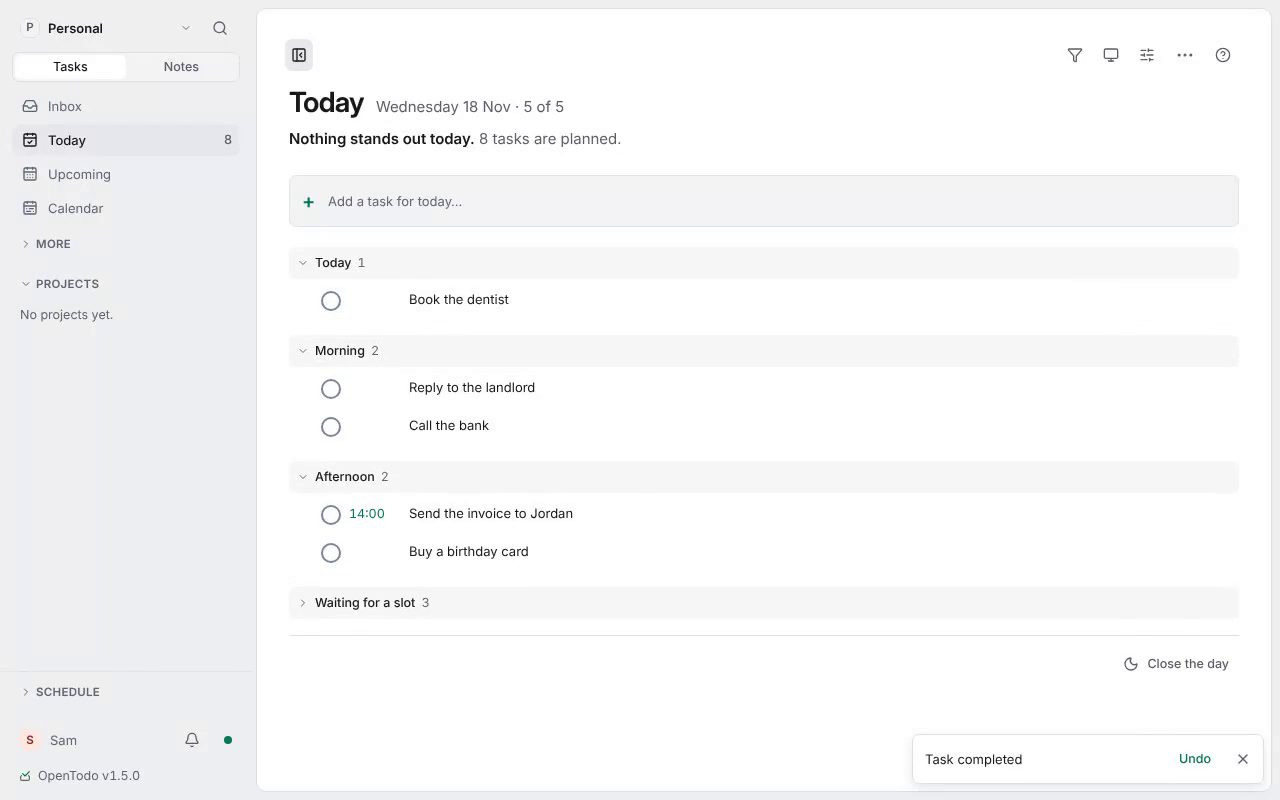 P Personal
Tasks Notes
Inbox
Today 8
Upcoming
Calendar
MORE
PROJECTS
No projects yet.
SCHEDULE
S Sam
OpenTodo v1.5.0
Today Wednesday 18 Nov · 5 of 5
Nothing stands out today. 8 tasks are planned.
+ Add a task for today...
Today 1
Book the dentist
Morning 2
Reply to the landlord
Call the bank
Afternoon 2
14:00 Send the invoice to Jordan
Buy a birthday card
Waiting for a slot 3
Close the day
Task completed Undo